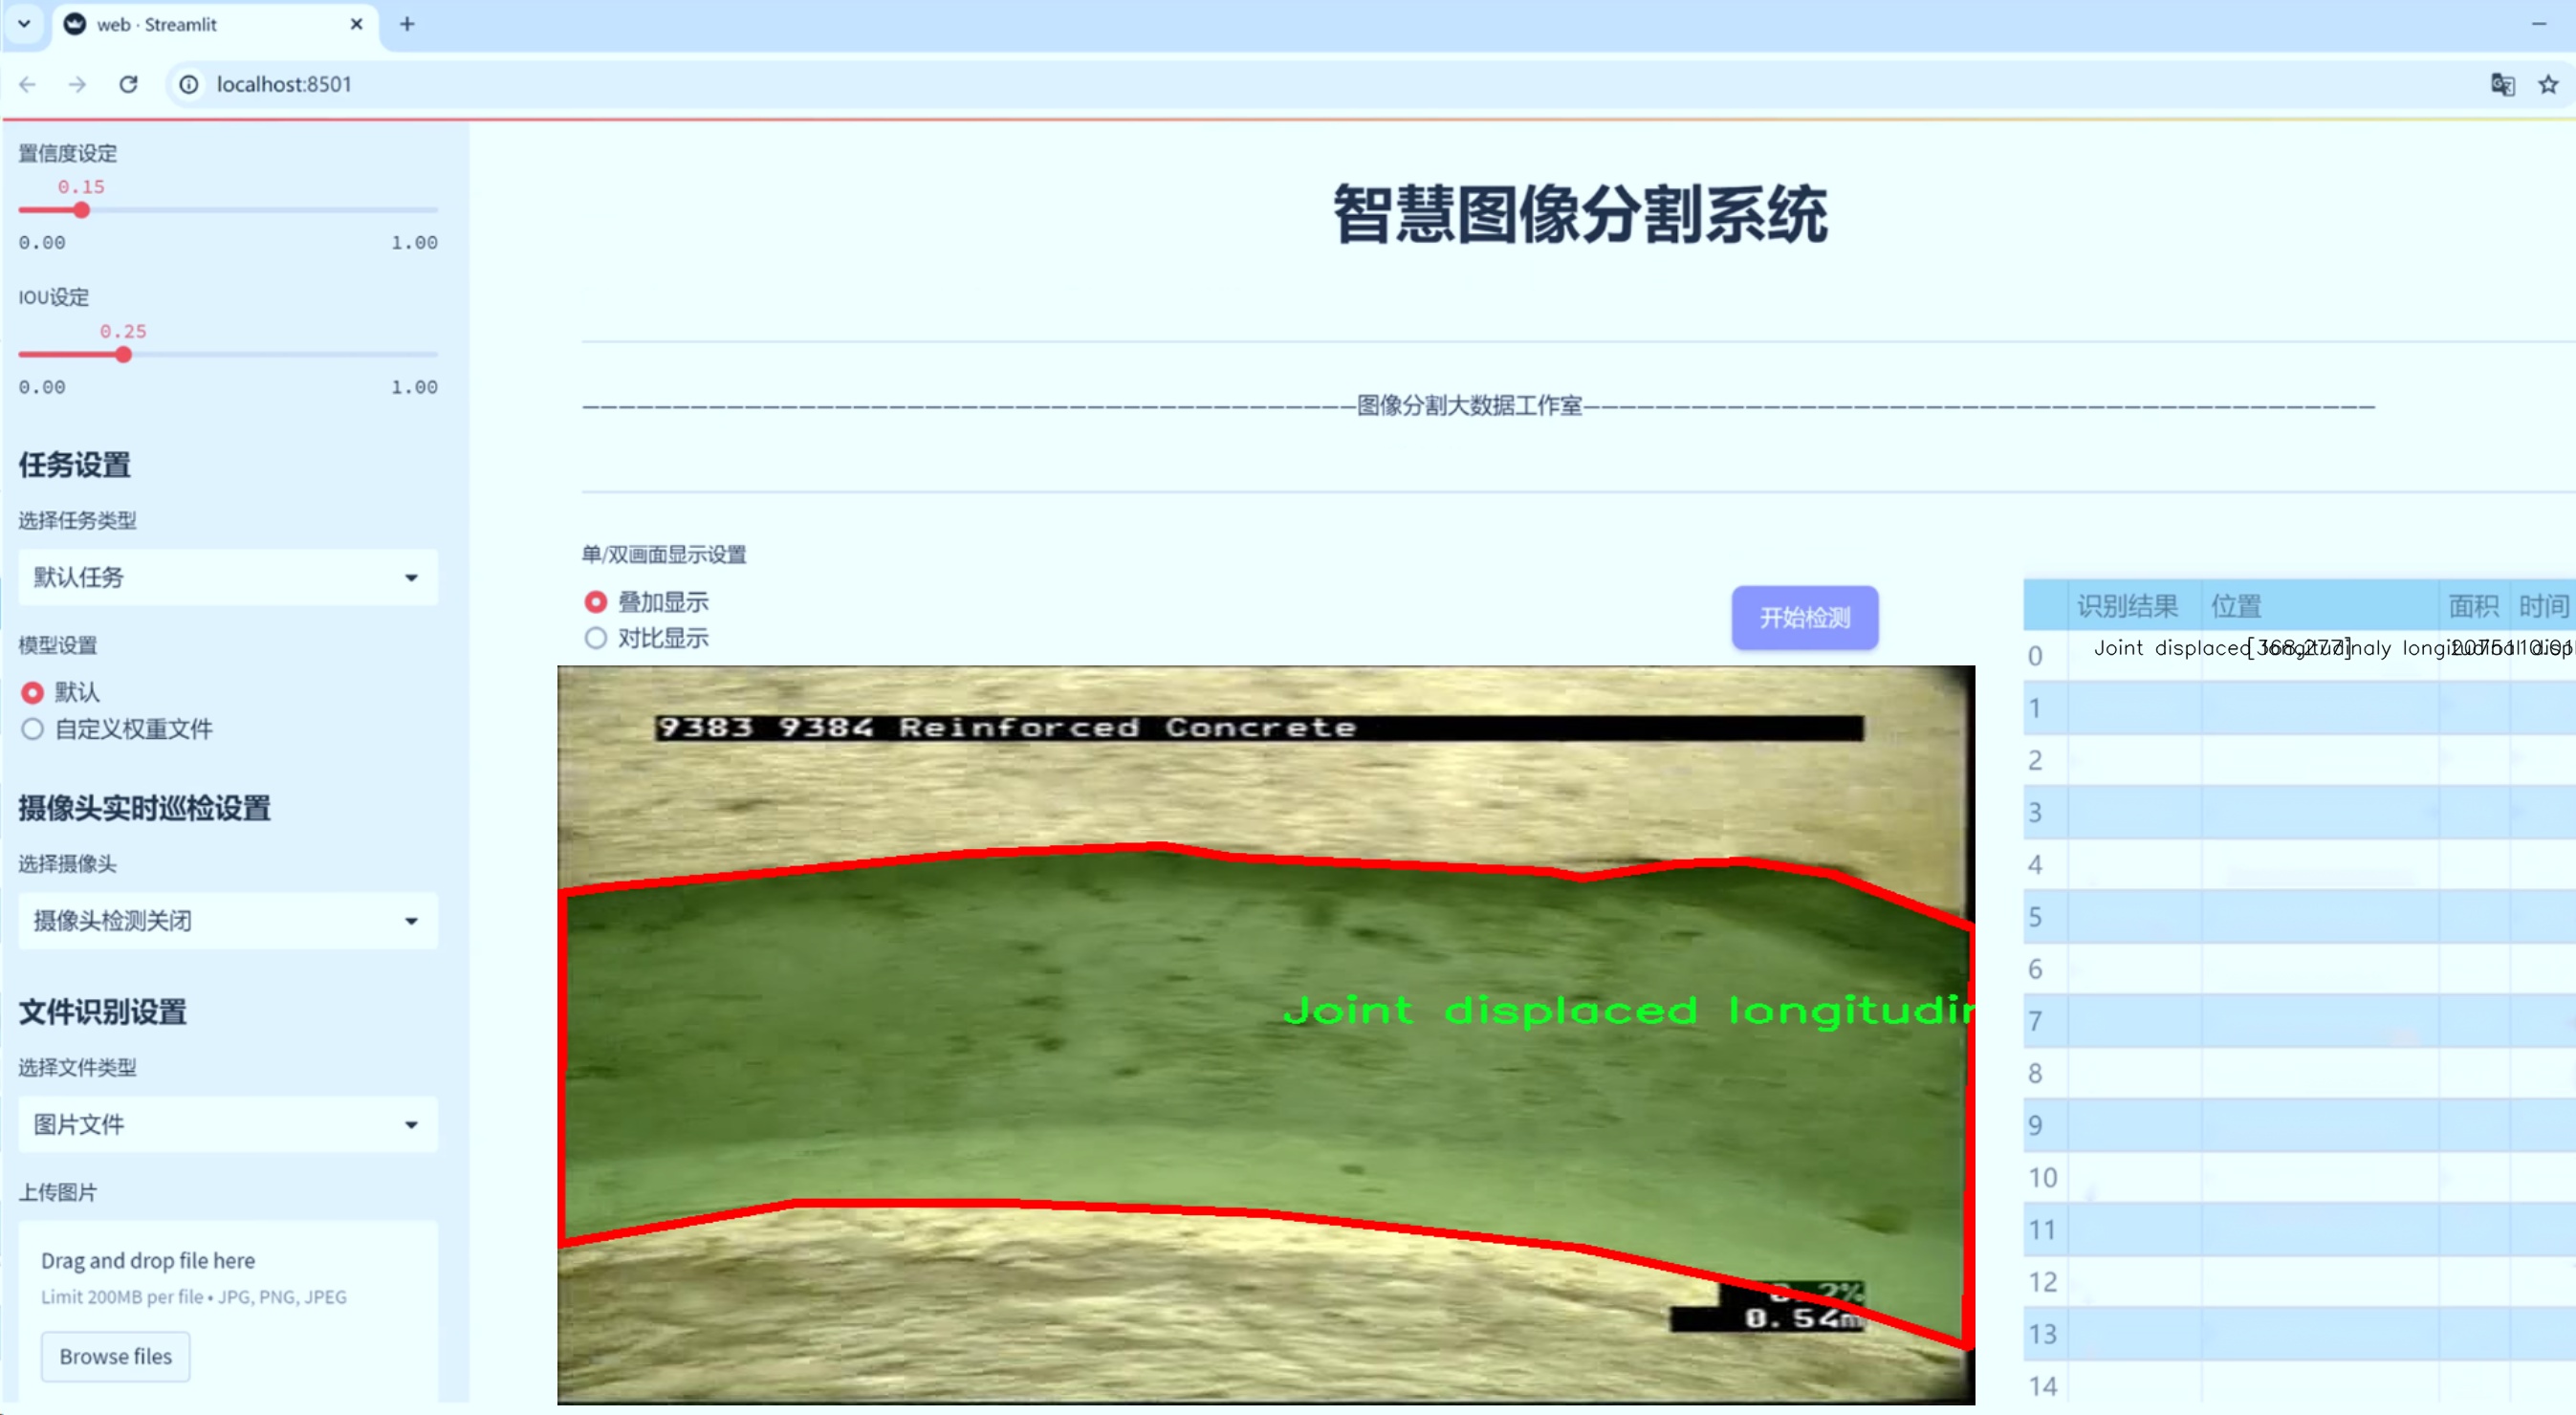 web · Streamlit
localhost:8501
置信度设定
0.15
0.00 1.00
IOU设定
0.25
0.00 1.00
任务设置
选择任务类型
默认任务
模型设置
默认
自定义权重文件
摄像头实时巡检设置
选择摄像头
摄像头检测关闭
文件识别设置
选择文件类型
图片文件
上传图片
Drag and drop file here
Limit 200MB per file • JPG, PNG, JPEG
Browse files
智慧图像分割系统
图像分割大数据工作室
单/双画面显示设置
叠加显示
对比显示
开始检测
9383 9384 Reinforced Concrete
Joint displaced longitudin
0.54m
识别结果 位置 面积 时间
0 Joint displaced [368,277]
1
2
3
4
5
6
7
8
9
10
11
12
13
14